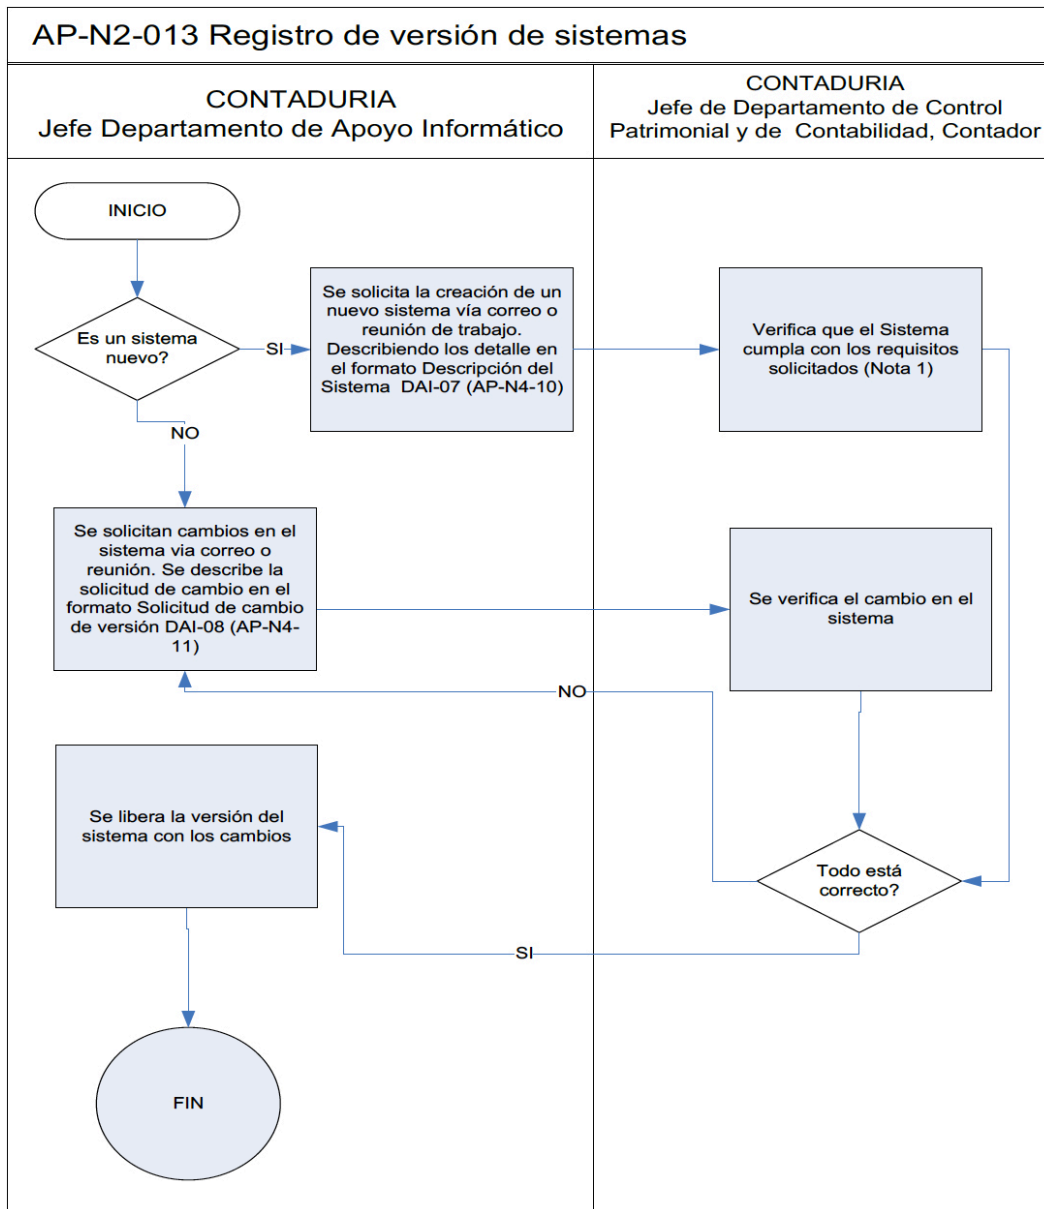 AP-N2-013 Registro de versión de sistemas
CONTADURIA
Jefe Departamento de Apoyo Informático
CONTADURIA
Jefe de Departamento de Control
Patrimonial y de Contabilidad, Contador
INICIO
Es un sistema
nuevo?
SI
Se solicita la creación de un
nuevo sistema vía correo o
reunión de trabajo.
Describiendo los detalle en
el formato Descripción del
Sistema DAI-07 (AP-N4-10)
Verifica que el Sistema
cumpla con los requisitos
solicitados (Nota 1)
NO
Se solicitan cambios en el
sistema via correo o
reunión. Se describe la
solicitud de cambio en el
formato Solicitud de cambio
de versión DAI-08 (AP-N4-
11)
Se verifica el cambio en el
sistema
NO
Se libera la versión del
sistema con los cambios
Todo está
correcto?
SI
FIN